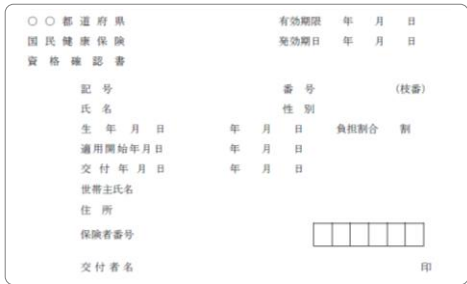 ○○都道府県 有効期限 年 月 日
国民健康保険 発効期日 年 月 日
資格確認書
記号 番号 (枝番)
氏名 性別
生年月日 年 月 日 負担割合 割
適用開始年月日 年 月 日
交付年月日 年 月 日
世帯主氏名
住所
保険者番号
交付者名 印